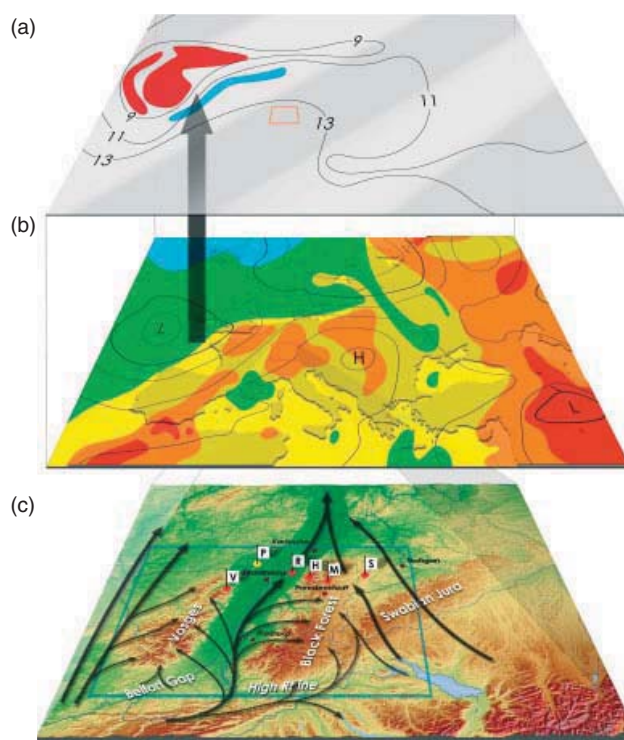 (a)
9
11
9
11
13
13
(b)
L
H
L
(c)
P
R
H
M
S
V
Vosges
Black Forest
Swabian Jura
Belfort Gap
High Rhine